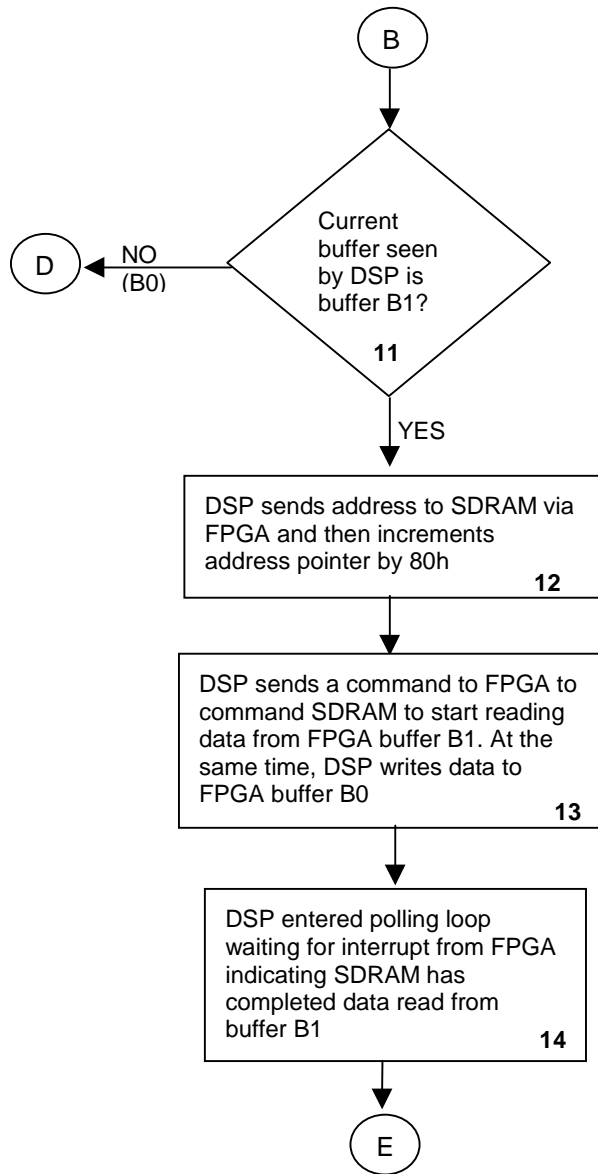 B
Current
buffer seen
by DSP is
buffer B1?
11
D
NO
(B0)
YES
DSP sends address to SDRAM via
FPGA and then increments
address pointer by 80h
12
DSP sends a command to FPGA to
command SDRAM to start reading
data from FPGA buffer B1. At the
same time, DSP writes data to
FPGA buffer B0
13
DSP entered polling loop
waiting for interrupt from FPGA
indicating SDRAM has
completed data read from
buffer B1
14
E